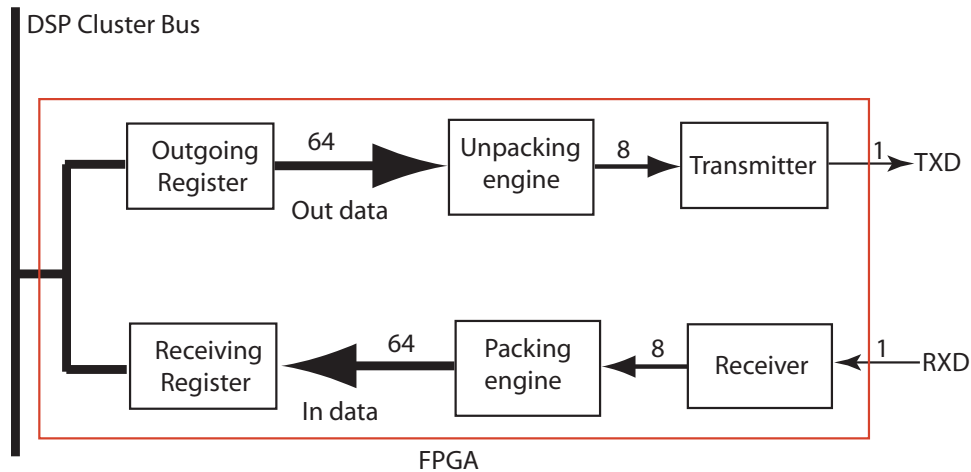 DSP Cluster Bus
Outgoing
Register
64
Out data
Unpacking
engine
8
Transmitter
1
TXD
Receiving
Register
64
In data
Packing
engine
8
Receiver
1
RXD
FPGA